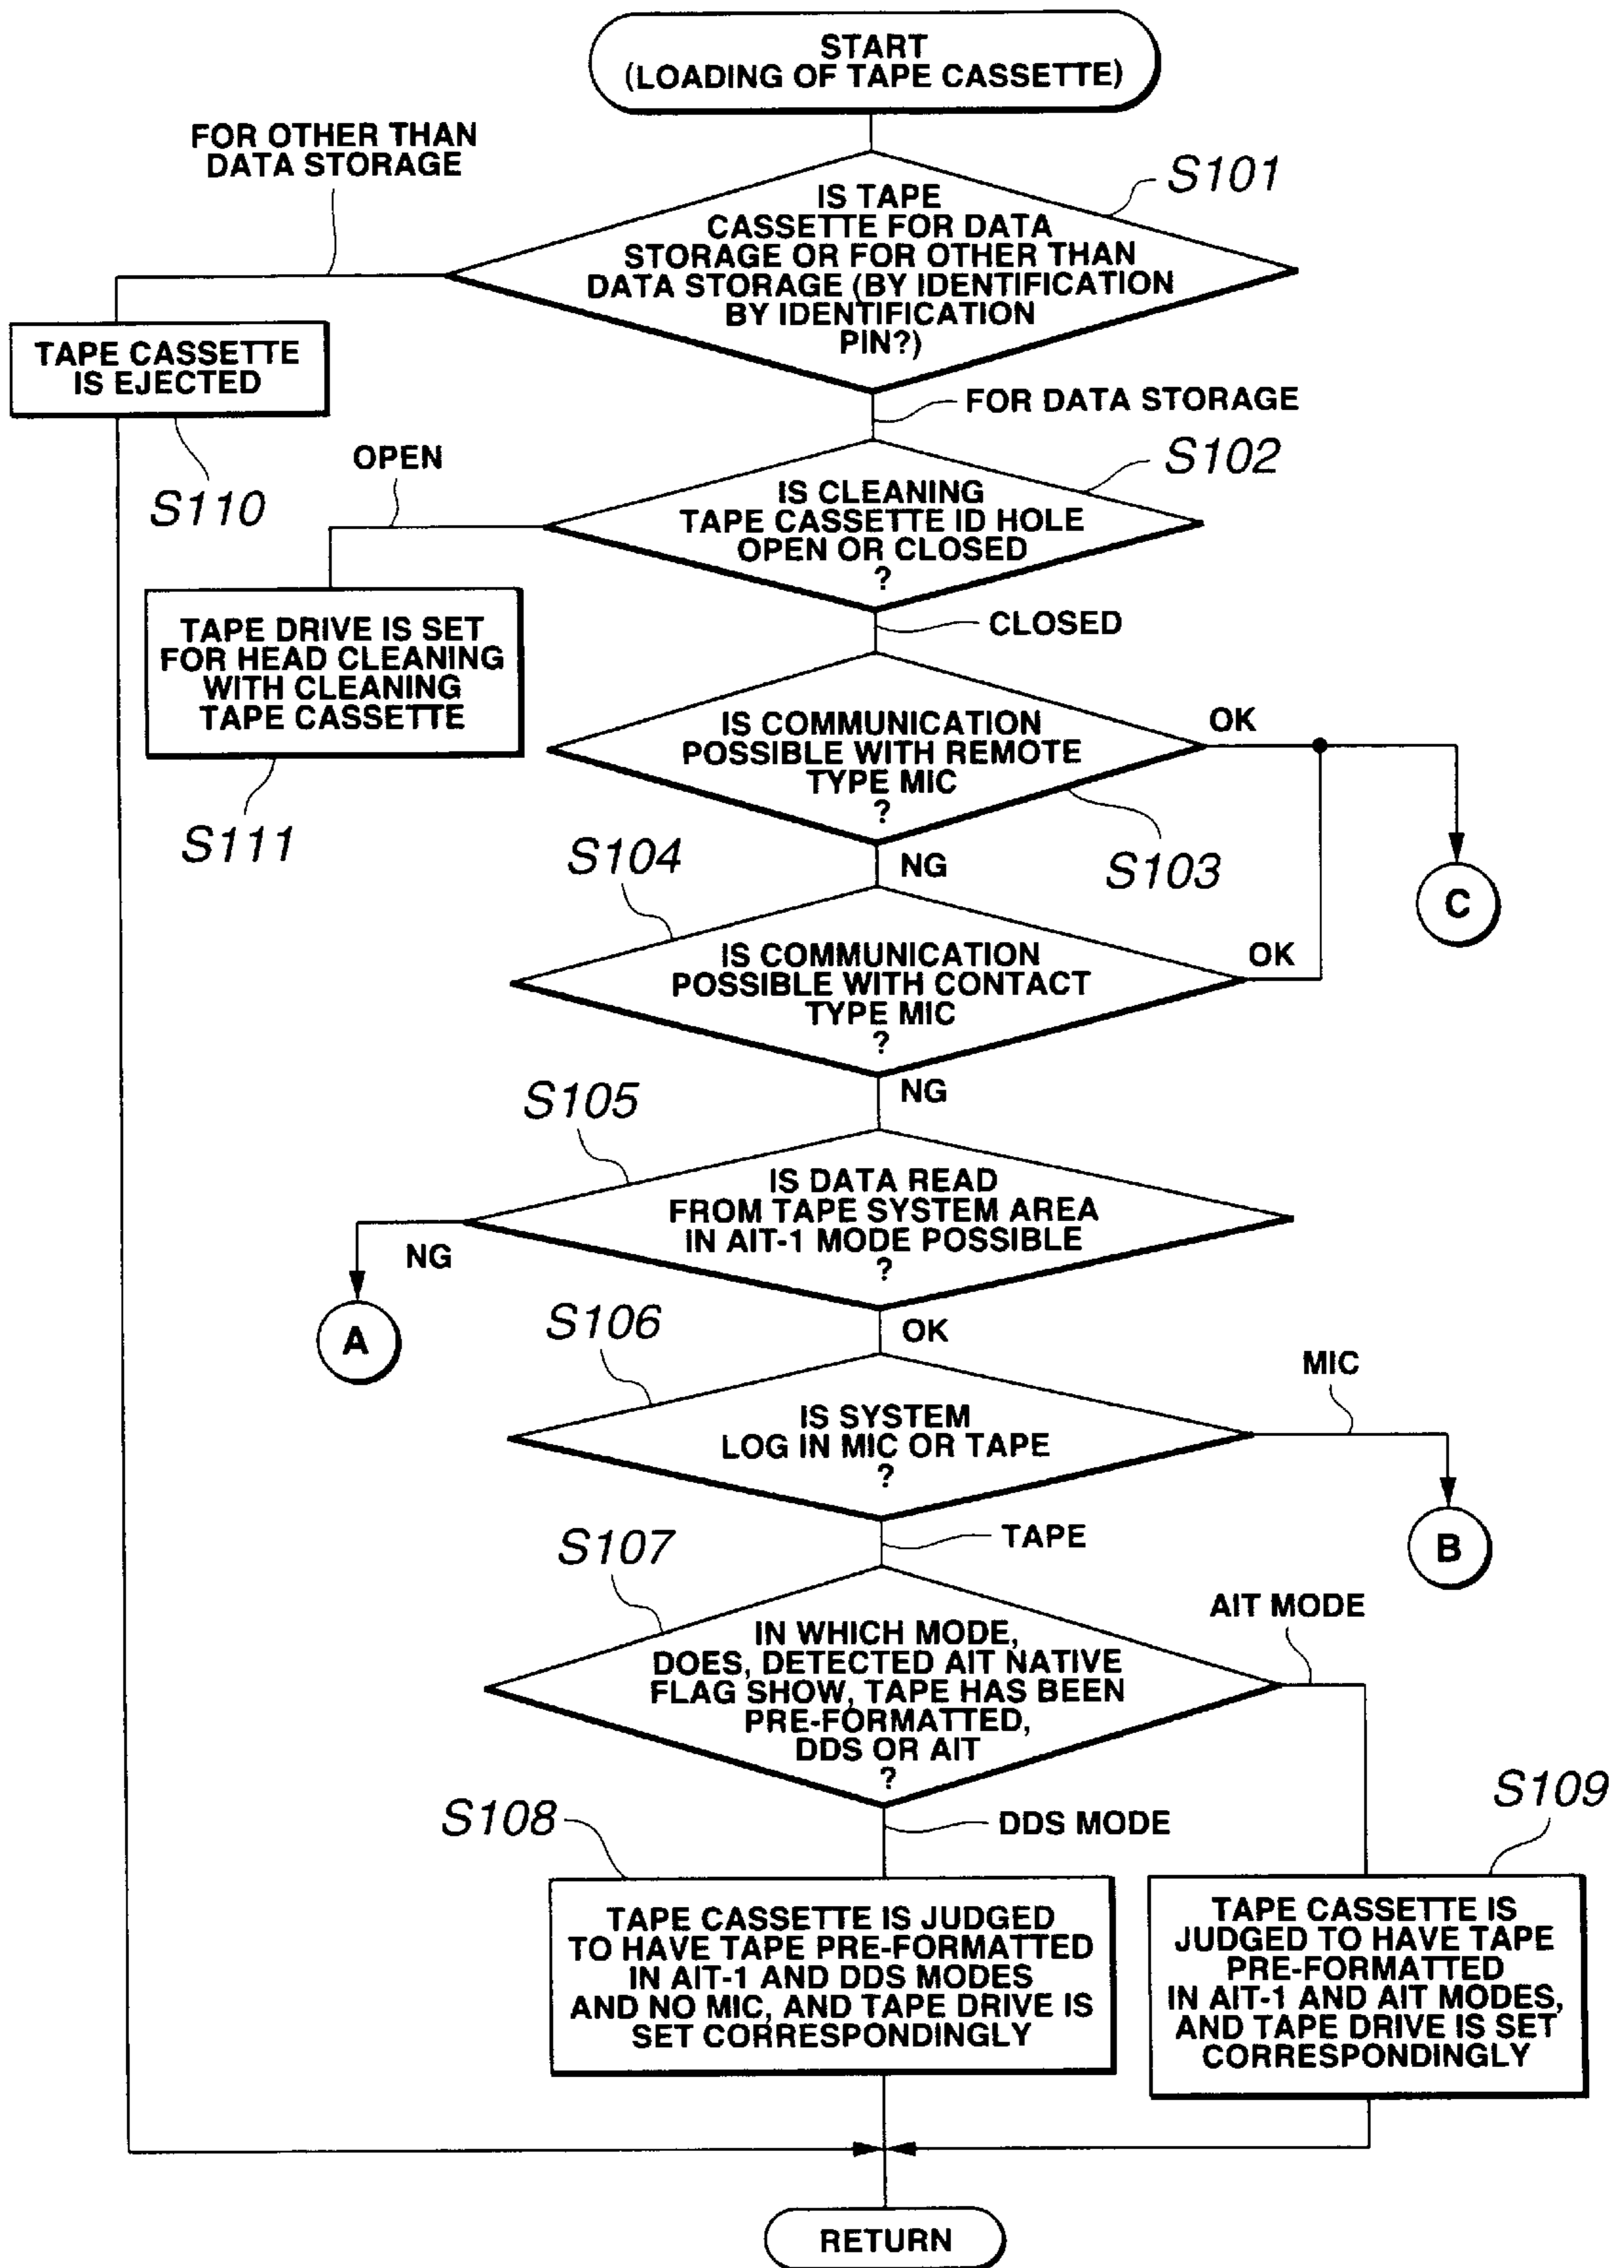 START
(LOADING OF TAPE CASSETTE)
FOR OTHER THAN
DATA STORAGE
S101
IS TAPE
CASSETTE FOR DATA
STORAGE OR FOR OTHER THAN
DATA STORAGE (BY IDENTIFICATION
BY IDENTIFICATION
PIN?)
TAPE CASSETTE
IS EJECTED
S110
FOR DATA STORAGE
OPEN
S102
IS CLEANING
TAPE CASSETTE ID HOLE
OPEN OR CLOSED
?
TAPE DRIVE IS SET
FOR HEAD CLEANING
WITH CLEANING
TAPE CASSETTE
S111
CLOSED
IS COMMUNICATION
POSSIBLE WITH REMOTE
TYPE MIC
?
OK
S103
NG
C
S104
IS COMMUNICATION
POSSIBLE WITH CONTACT
TYPE MIC
?
OK
NG
S105
IS DATA READ
FROM TAPE SYSTEM AREA
IN AIT-1 MODE POSSIBLE
?
NG
A
OK
S106
IS SYSTEM
LOG IN MIC OR TAPE
?
MIC
B
TAPE
S107
IN WHICH MODE,
DOES, DETECTED AIT NATIVE
FLAG SHOW, TAPE HAS BEEN
PRE-FORMATTED,
DDS OR AIT
?
AIT MODE
DDS MODE
S108
TAPE CASSETTE IS JUDGED
TO HAVE TAPE PRE-FORMATTED
IN AIT-1 AND DDS MODES
AND NO MIC, AND TAPE DRIVE IS
SET CORRESPONDINGLY
S109
TAPE CASSETTE IS
JUDGED TO HAVE TAPE
PRE-FORMATTED
IN AIT-1 AND AIT MODES,
AND TAPE DRIVE IS SET
CORRESPONDINGLY
RETURN